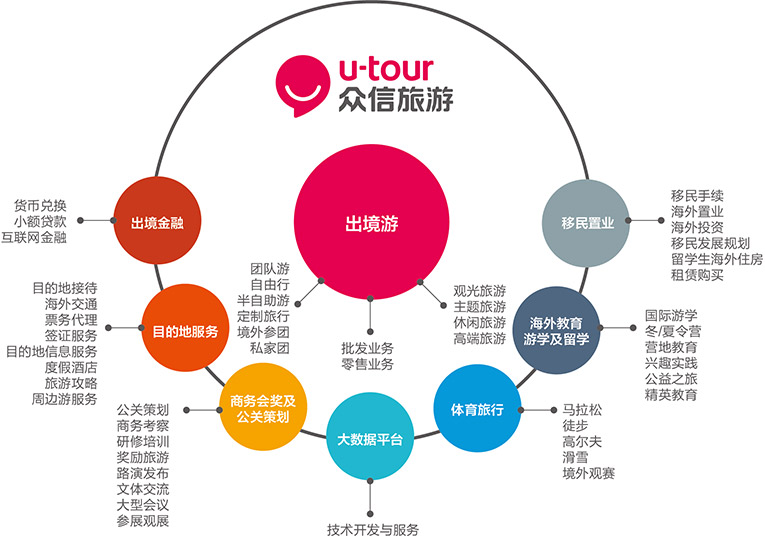 u-tour
众信旅游
出境游
团队游
自由行
半自助游
定制旅行
境外参团
私家团
批发业务
零售业务
观光旅游
主题旅游
休闲旅游
高端旅游
出境金融
货币兑换
小额贷款
互联网金融
目的地服务
目的地接待
海外交通
票务代理
签证服务
目的地信息服务
度假酒店
旅游攻略
周边游服务
商务会奖及
公关策划
公关策划
商务考察
研修培训
奖励旅游
路演发布
文体交流
大型会议
参展观展
大数据平台
技术开发与服务
体育旅行
马拉松
徒步
高尔夫
滑雪
境外观赛
海外教育
游学及留学
国际游学
冬/夏令营
营地教育
兴趣实践
公益之旅
精英教育
移民置业
移民手续
海外置业
海外投资
移民发展规划
留学生海外住房
租赁购买